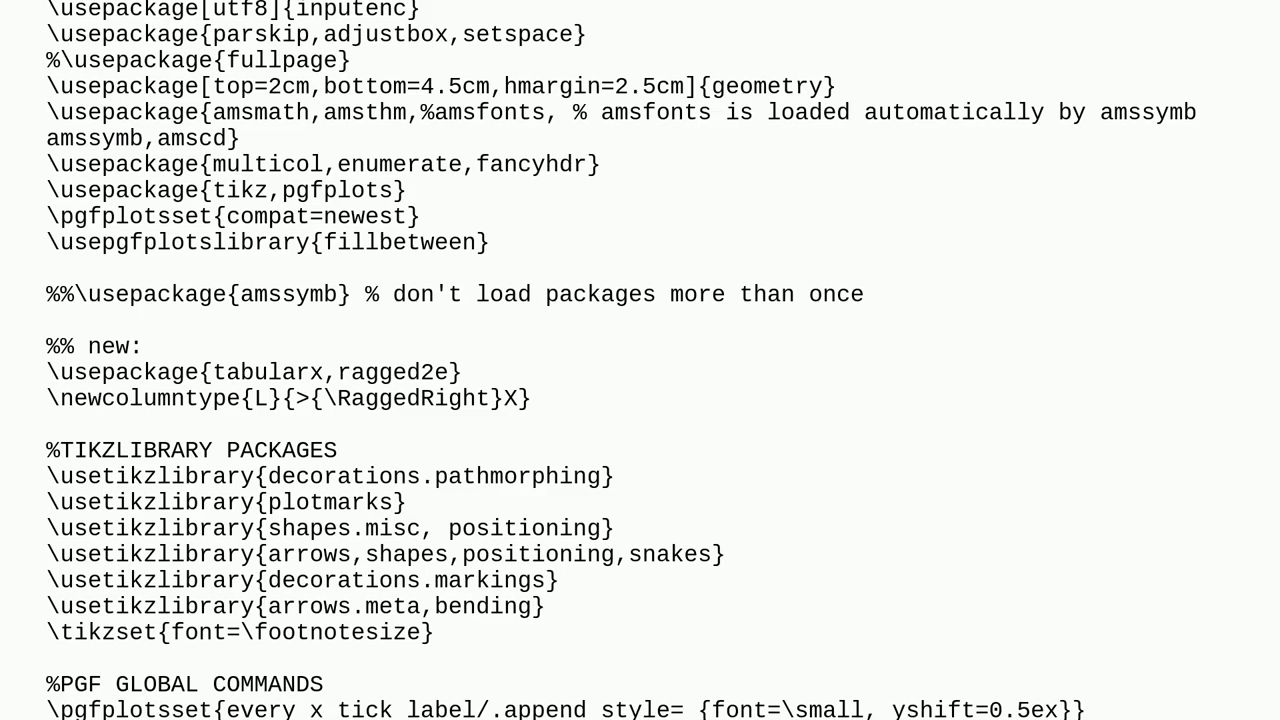 \usepackage[utf8]{inputenc}
\usepackage{parskip,adjustbox,setspace}
%\usepackage{fullpage}
\usepackage[top=2cm,bottom=4.5cm,hmargin=2.5cm]{geometry}
\usepackage{amsmath,amsthm,%amsfonts, % amsfonts is loaded automatically by amssymb
amssymb,amscd}
\usepackage{multicol,enumerate,fancyhdr}
\usepackage{tikz,pgfplots}
\pgfplotsset{compat=newest}
\usepgfplotslibrary{fillbetween}

%%\usepackage{amssymb} % don't load packages more than once

%% new:
\usepackage{tabularx,ragged2e}
\newcolumntype{L}{>{\RaggedRight}X}

%TIKZLIBRARY PACKAGES
\usetikzlibrary{decorations.pathmorphing}
\usetikzlibrary{plotmarks}
\usetikzlibrary{shapes.misc, positioning}
\usetikzlibrary{arrows,shapes,positioning,snakes}
\usetikzlibrary{decorations.markings}
\usetikzlibrary{arrows.meta,bending}
\tikzset{font=\footnotesize}

%PGF GLOBAL COMMANDS
\pgfplotsset{every x tick label/.append style= {font=\small, yshift=0.5ex}}